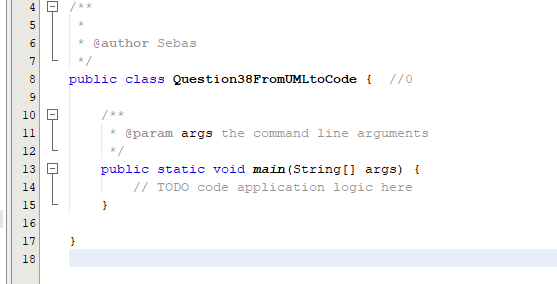 4 /**
5 *
6 * @author Sebas
7 */
8 public class Question38FromUMLtoCode { //0
9
10 /**
11 * @param args the command line arguments
12 */
13 public static void main(String[] args) {
14 // TODO code application logic here
15 }
16
17 }
18